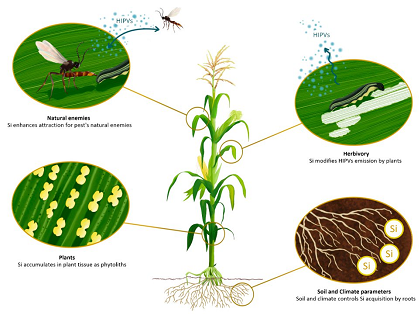 HIPVs
HIPVs
Natural enemies
Si enhances attraction for pest's natural enemies
Herbivory
Si modifies HIPVs emission by plants
Plants
Si accumulates in plant tissue as phytoliths
Si
Si
Si
Soil and Climate parameters
Soil and climate controls Si acquisition by roots